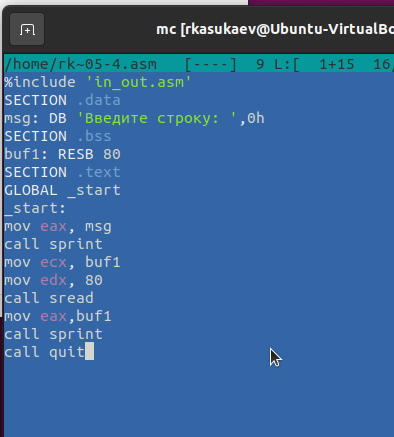 mc [rkasukaev@Ubuntu-VirtualBo
/home/rk~05-4.asm   [----]  9 L:[  1+15  16/
%include 'in_out.asm'
SECTION .data
msg: DB 'Введите строку: ',0h
SECTION .bss
buf1: RESB 80
SECTION .text
GLOBAL _start
_start:
mov eax, msg
call sprint
mov ecx, buf1
mov edx, 80
call sread
mov eax,buf1
call sprint
call quit